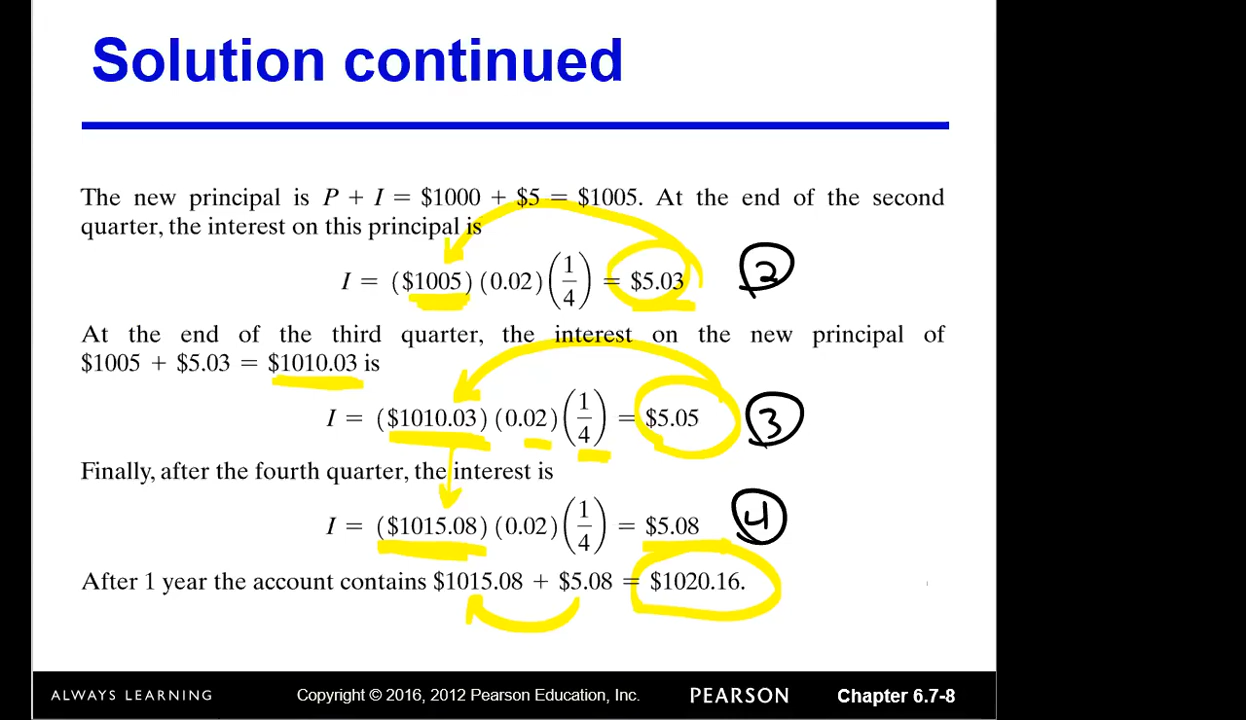 Solution continued
The new principal is P + I = $1000 + $5 = $1005. At the end of the second
quarter, the interest on this principal is
I = ($1005)(0.02)(1/4) = $5.03 2
At the end of the third quarter, the interest on the new principal of
$1005 + $5.03 = $1010.03 is
I = ($1010.03)(0.02)(1/4) = $5.05 3
Finally, after the fourth quarter, the interest is
I = ($1015.08)(0.02)(1/4) = $5.08 4
After 1 year the account contains $1015.08 + $5.08 = $1020.16.
ALWAYS LEARNING Copyright © 2016, 2012 Pearson Education, Inc. PEARSON Chapter 6.7-8